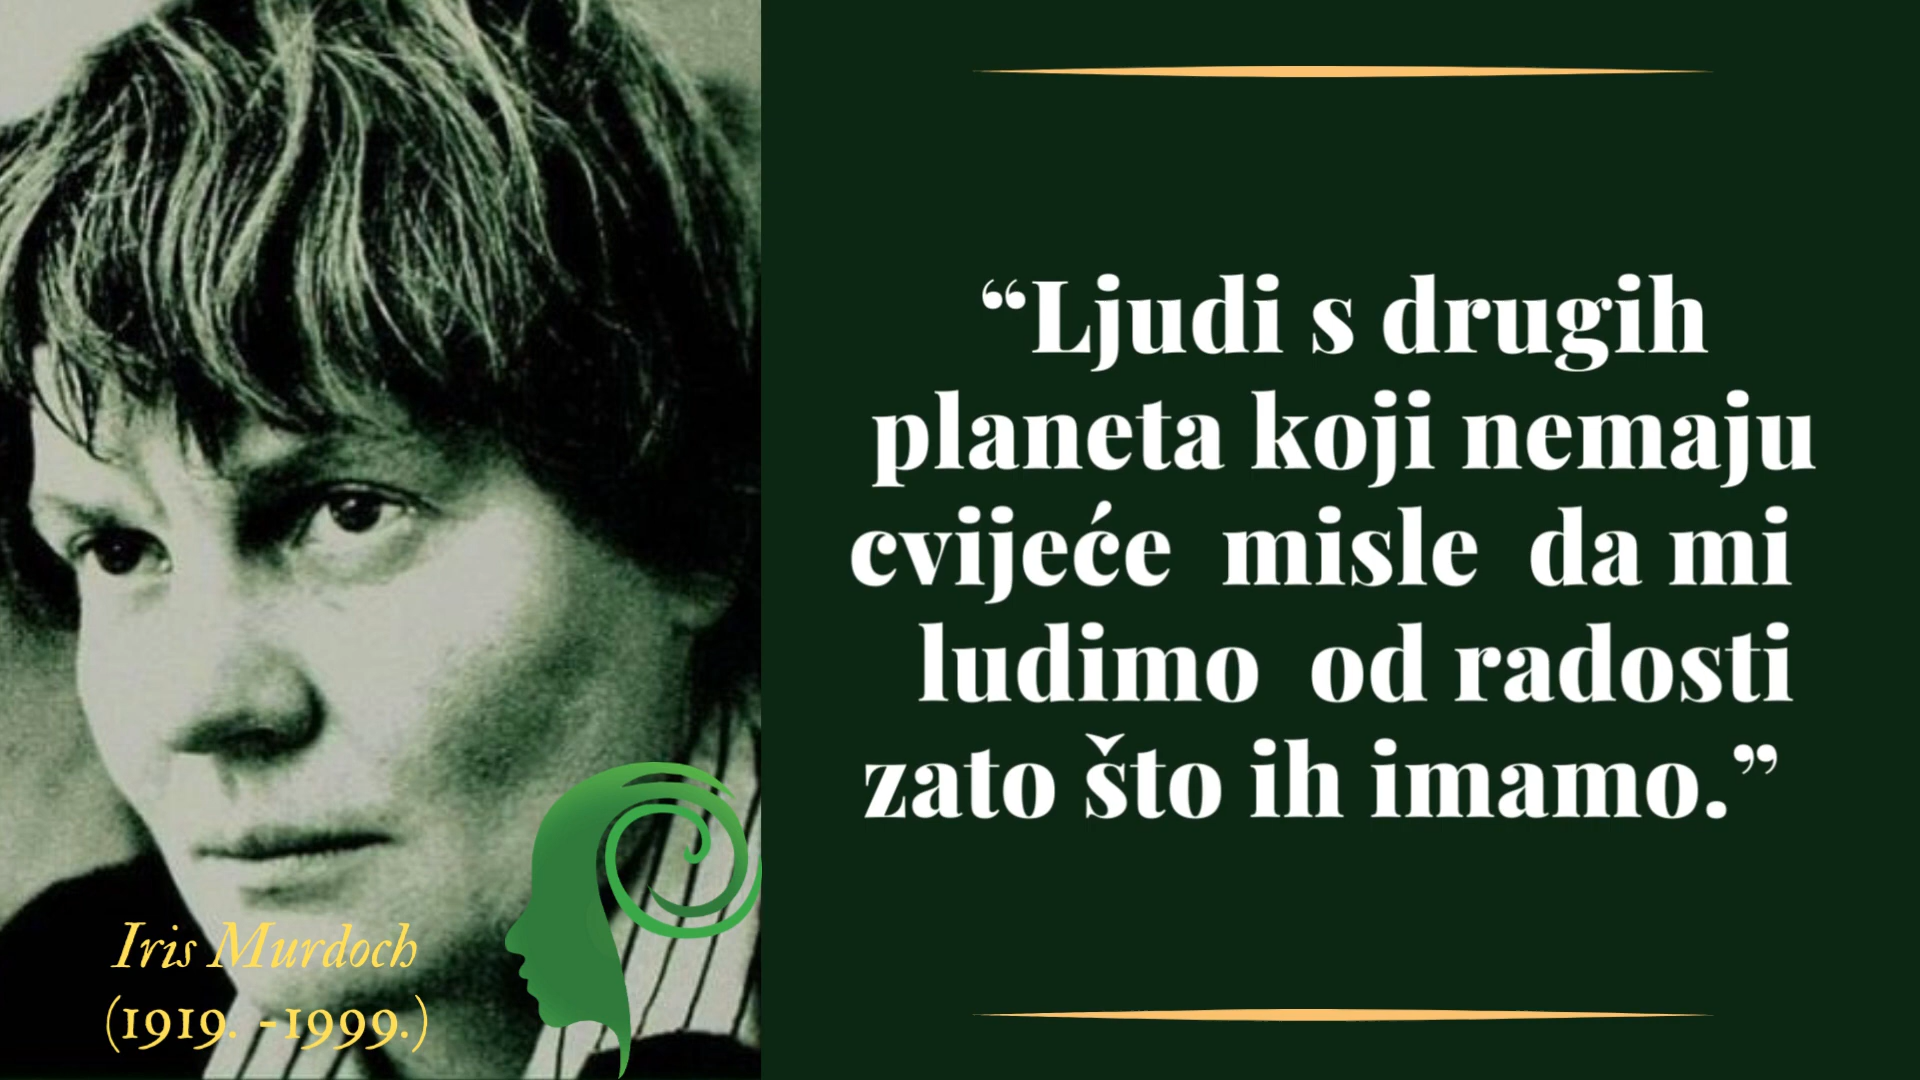 “Ljudi s drugih
planeta koji nemaju
cvijeće misle da mi
ludimo od radosti
zato što ih imamo.”
Iris Murdoch
(1919. -1999.)